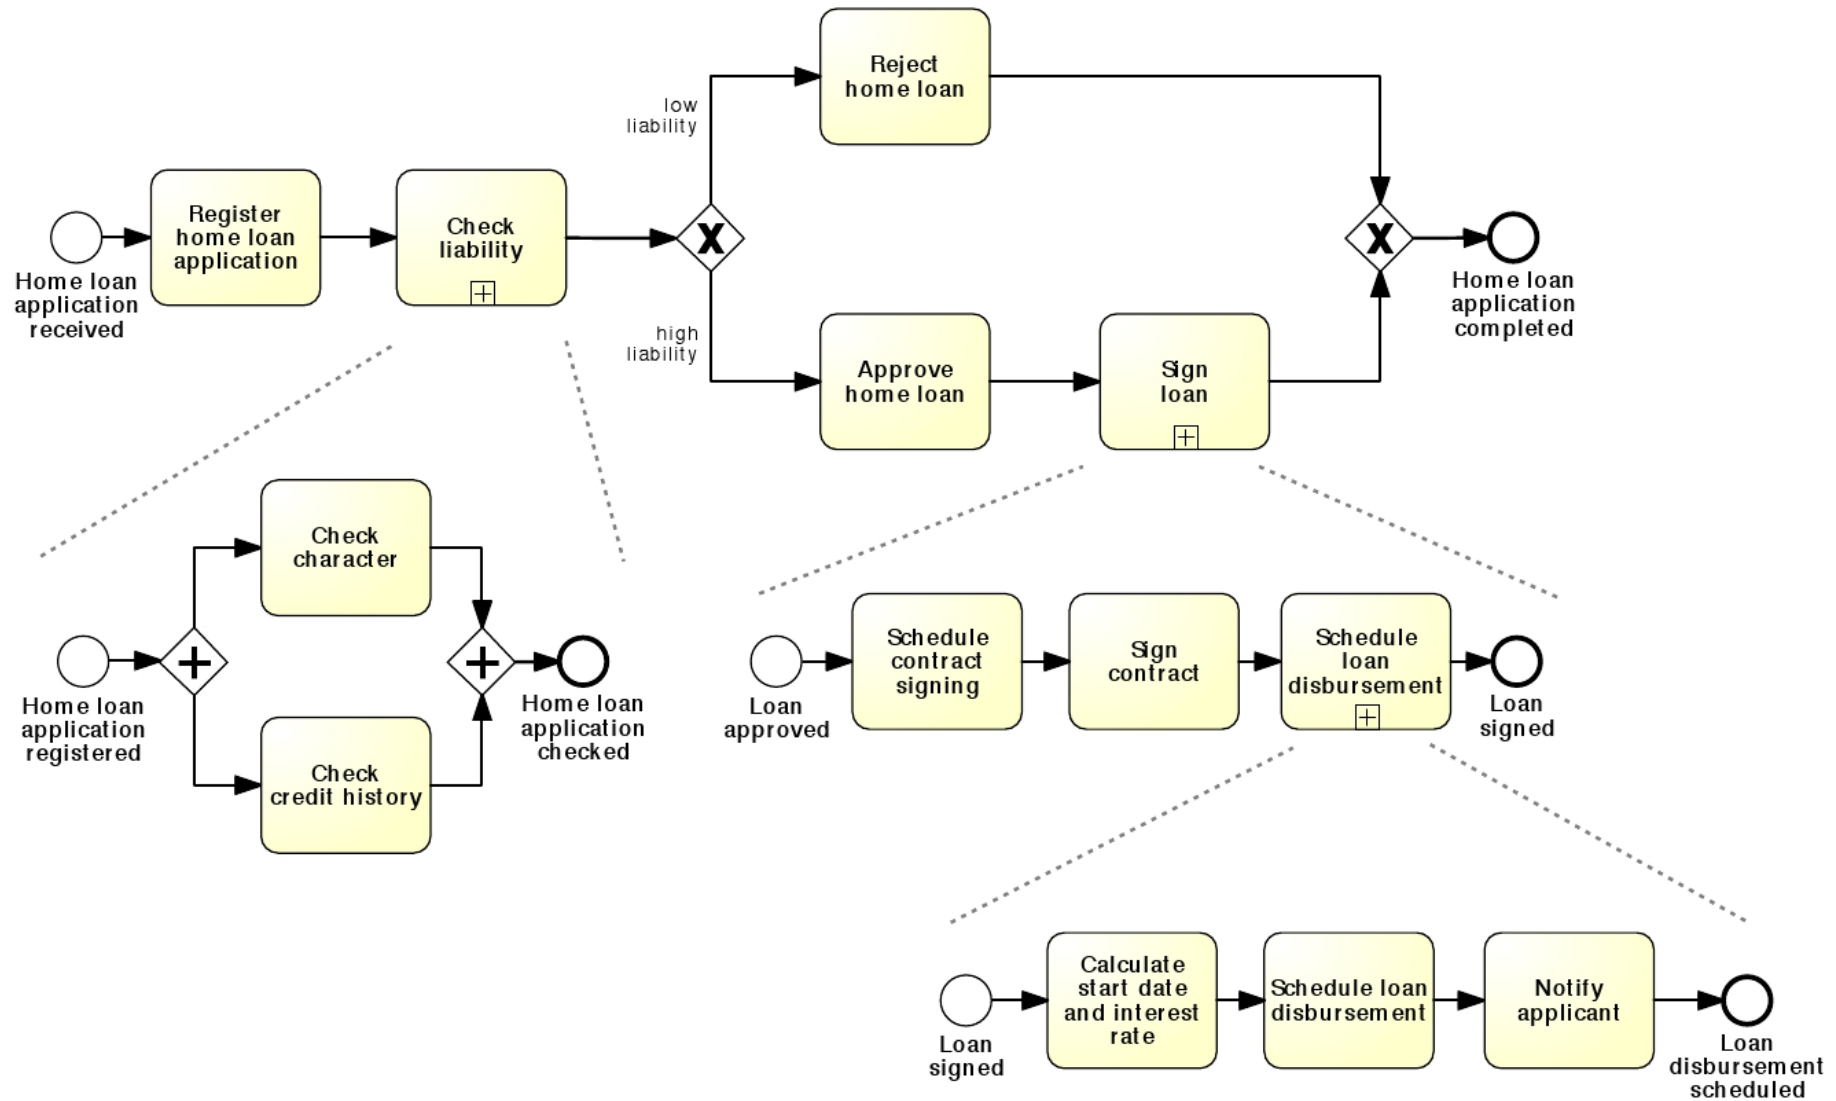 Reject
home loan
low
liability
Register
home loan
application
Check
liability
X
X
Home loan
application
received
Home loan
application
completed
high
liability
Approve
home loan
Sign
loan
Check
character
Schedule
contract
signing
Sign
contract
Schedule
loan
disbursement
Home loan
application
registered
Home loan
application
checked
Loan
approved
Loan
signed
Check
credit history
Calculate
start date
and interest
rate
Schedule loan
disbursement
Notify
applicant
Loan
signed
Loan
disbursement
scheduled